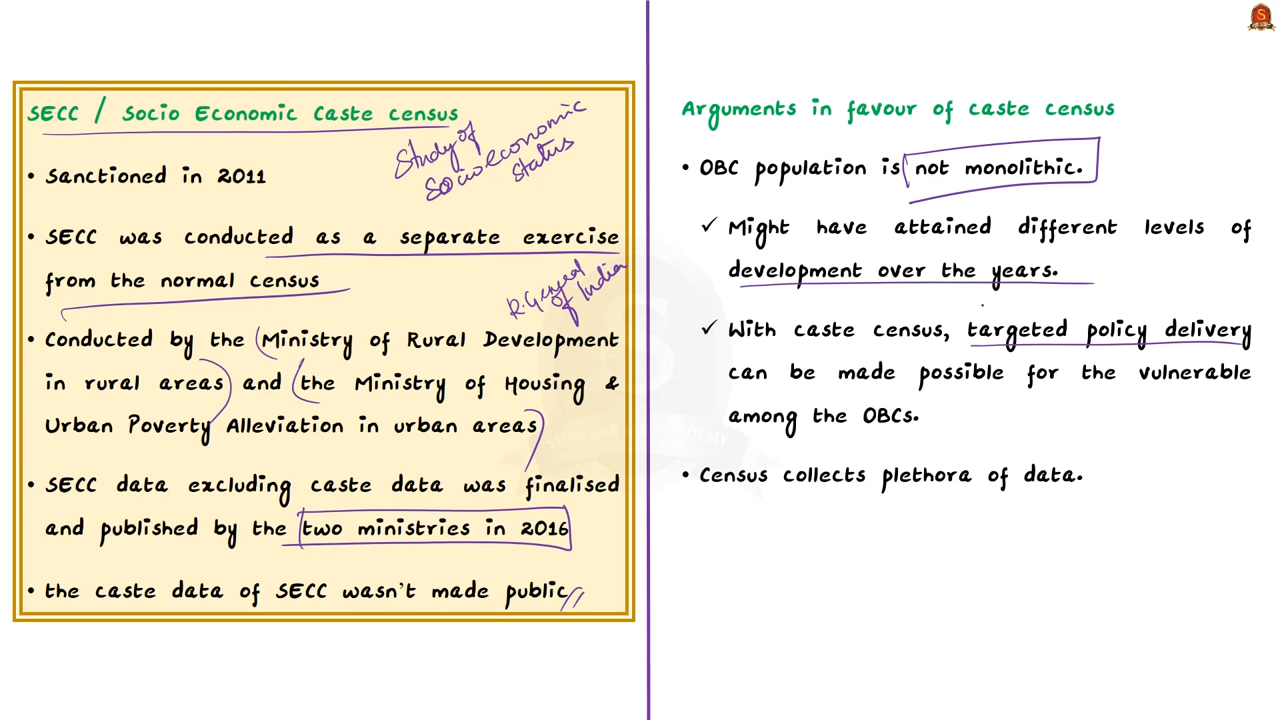 SECC / Socio Economic Caste census
Study of
Socioeconomic
status
• Sanctioned in 2011
• SECC was conducted as a separate exercise
from the normal census
R.General
of India
• Conducted by the (Ministry of Rural Development
in rural areas) and (the Ministry of Housing &
Urban Poverty Alleviation in urban areas)
• SECC data excluding caste data was finalised
and published by the two ministries in 2016
• the caste data of SECC wasn't made public
Arguments in favour of caste census
• OBC population is not monolithic.
✓ Might have attained different levels of
development over the years.
✓ With caste census, targeted policy delivery
can be made possible for the vulnerable
among the OBCs.
• Census collects plethora of data.